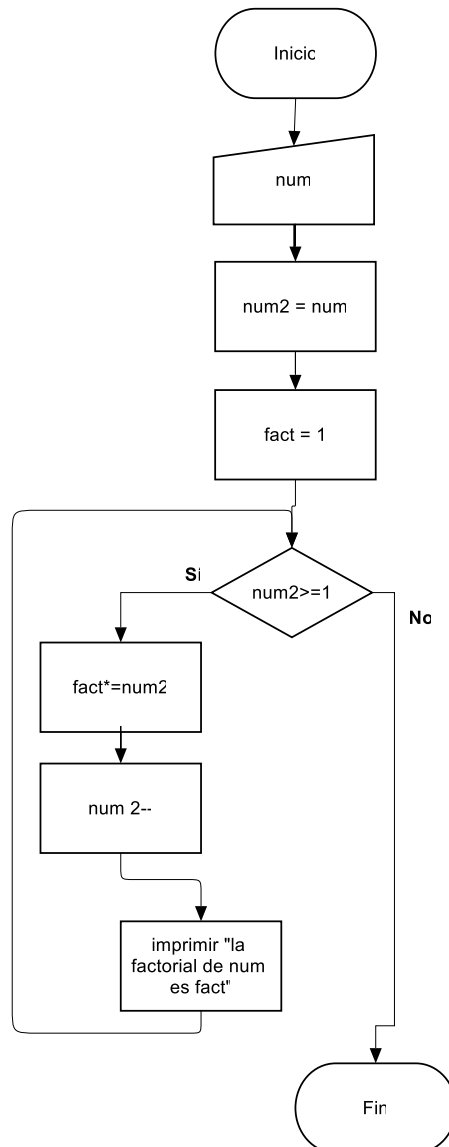 Inicio
num
num2 = num
fact = 1
num2>=1
Si
No
fact*=num2
num 2--
imprimir "la
factorial de num
es fact"
Fin